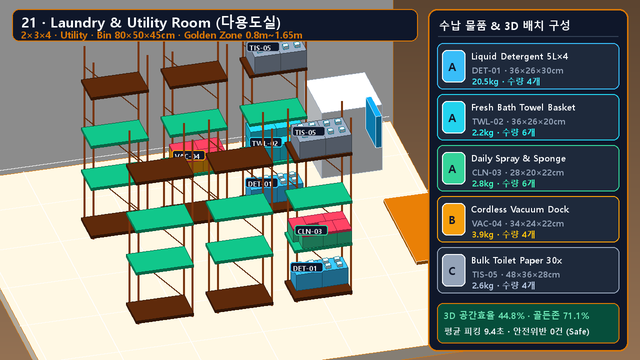 21 · Laundry & Utility Room (다용도실)
2×3×4 · Utility · Bin 80×50×45cm · Golden Zone 0.8m~1.65m
TIS-05
TIS-05
TWL-02
VAC-04
DET-01
CLN-03
DET-01
수납 물품 & 3D 배치 구성
A
Liquid Detergent 5L×4
DET-01 · 36×26×30cm
20.5kg · 수량 4개
A
Fresh Bath Towel Basket
TWL-02 · 36×26×20cm
2.2kg · 수량 6개
A
Daily Spray & Sponge
CLN-03 · 28×20×22cm
2.8kg · 수량 6개
B
Cordless Vacuum Dock
VAC-04 · 34×24×22cm
3.9kg · 수량 4개
C
Bulk Toilet Paper 30x
TIS-05 · 48×36×28cm
2.6kg · 수량 4개
3D 공간효율 44.8% · 골든존 71.1%
평균 피킹 9.4초 · 안전위반 0건 (Safe)